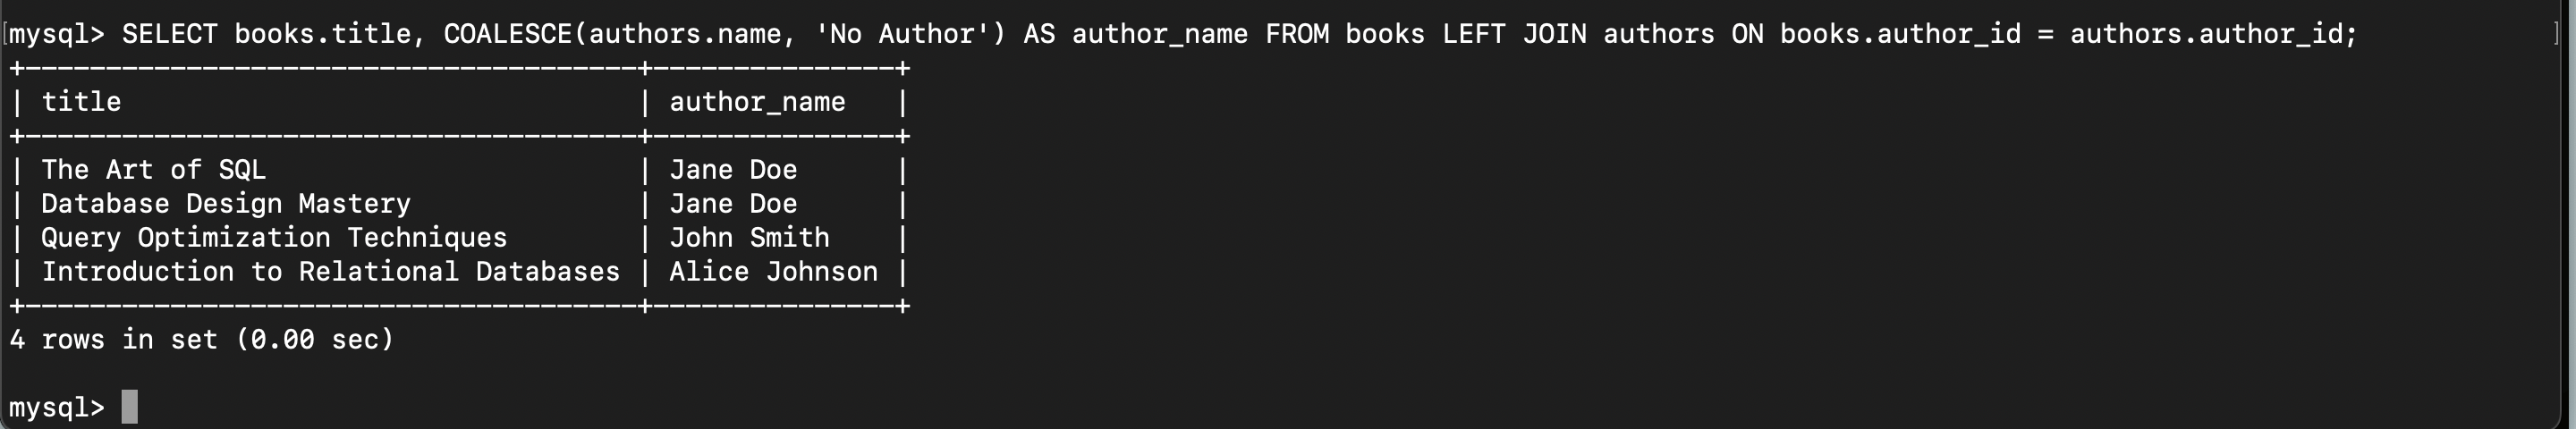 mysql> SELECT books.title, COALESCE(authors.name, 'No Author') AS author_name FROM books LEFT JOIN authors ON books.author_id = authors.author_id;
+--------------------------------------+---------------+
| title                                | author_name   |
+--------------------------------------+---------------+
| The Art of SQL                       | Jane Doe      |
| Database Design Mastery              | Jane Doe      |
| Query Optimization Techniques        | John Smith    |
| Introduction to Relational Databases | Alice Johnson |
+--------------------------------------+---------------+
4 rows in set (0.00 sec)
mysql>